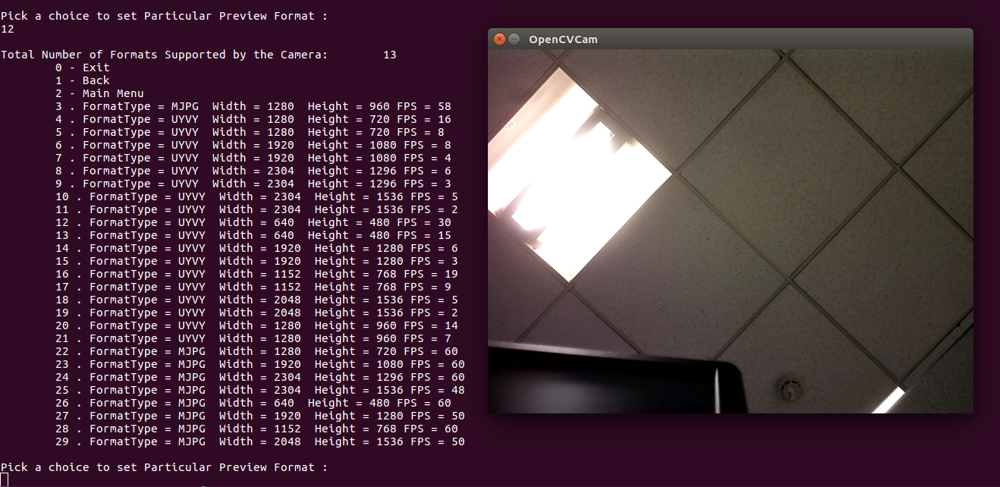 Pick a choice to set Particular Preview Format :
12
Total Number of Formats Supported by the Camera:        13
0 - Exit
1 - Back
2 - Main Menu
3 . FormatType = MJPG  Width = 1280  Height = 960 FPS = 58
4 . FormatType = UYVY  Width = 1280  Height = 720 FPS = 16
5 . FormatType = UYVY  Width = 1280  Height = 720 FPS = 8
6 . FormatType = UYVY  Width = 1920  Height = 1080 FPS = 8
7 . FormatType = UYVY  Width = 1920  Height = 1080 FPS = 4
8 . FormatType = UYVY  Width = 2304  Height = 1296 FPS = 6
9 . FormatType = UYVY  Width = 2304  Height = 1296 FPS = 3
10 . FormatType = UYVY  Width = 2304  Height = 1536 FPS = 5
11 . FormatType = UYVY  Width = 2304  Height = 1536 FPS = 2
12 . FormatType = UYVY  Width = 640  Height = 480 FPS = 30
13 . FormatType = UYVY  Width = 640  Height = 480 FPS = 15
14 . FormatType = UYVY  Width = 1920  Height = 1280 FPS = 6
15 . FormatType = UYVY  Width = 1920  Height = 1280 FPS = 3
16 . FormatType = UYVY  Width = 1152  Height = 768 FPS = 19
17 . FormatType = UYVY  Width = 1152  Height = 768 FPS = 9
18 . FormatType = UYVY  Width = 2048  Height = 1536 FPS = 5
19 . FormatType = UYVY  Width = 2048  Height = 1536 FPS = 2
20 . FormatType = UYVY  Width = 1280  Height = 960 FPS = 14
21 . FormatType = UYVY  Width = 1280  Height = 960 FPS = 7
22 . FormatType = MJPG  Width = 1280  Height = 720 FPS = 60
23 . FormatType = MJPG  Width = 1920  Height = 1080 FPS = 60
24 . FormatType = MJPG  Width = 2304  Height = 1296 FPS = 60
25 . FormatType = MJPG  Width = 2304  Height = 1536 FPS = 48
26 . FormatType = MJPG  Width = 640  Height = 480 FPS = 60
27 . FormatType = MJPG  Width = 1920  Height = 1280 FPS = 50
28 . FormatType = MJPG  Width = 1152  Height = 768 FPS = 60
29 . FormatType = MJPG  Width = 2048  Height = 1536 FPS = 50
Pick a choice to set Particular Preview Format :
OpenCVCam